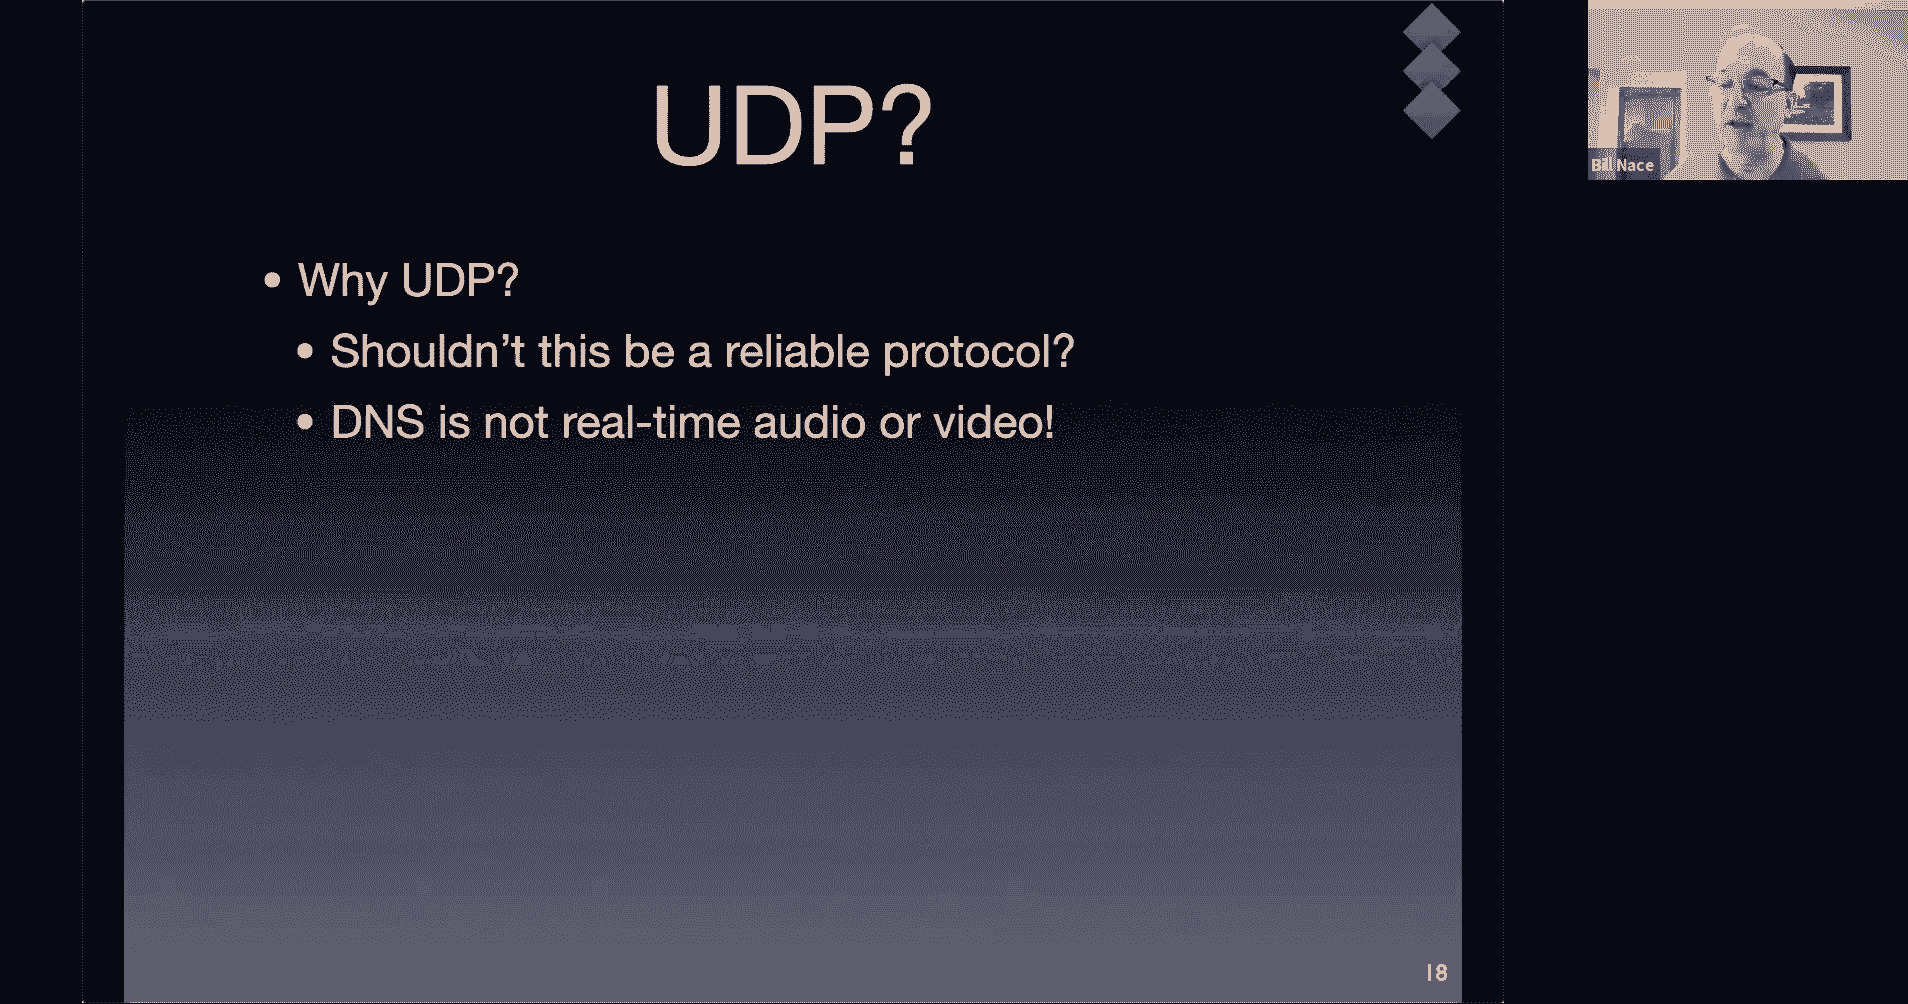 UDP?
• Why UDP?
• Shouldn't this be a reliable protocol?
• DNS is not real-time audio or video!
18
Bill Nace